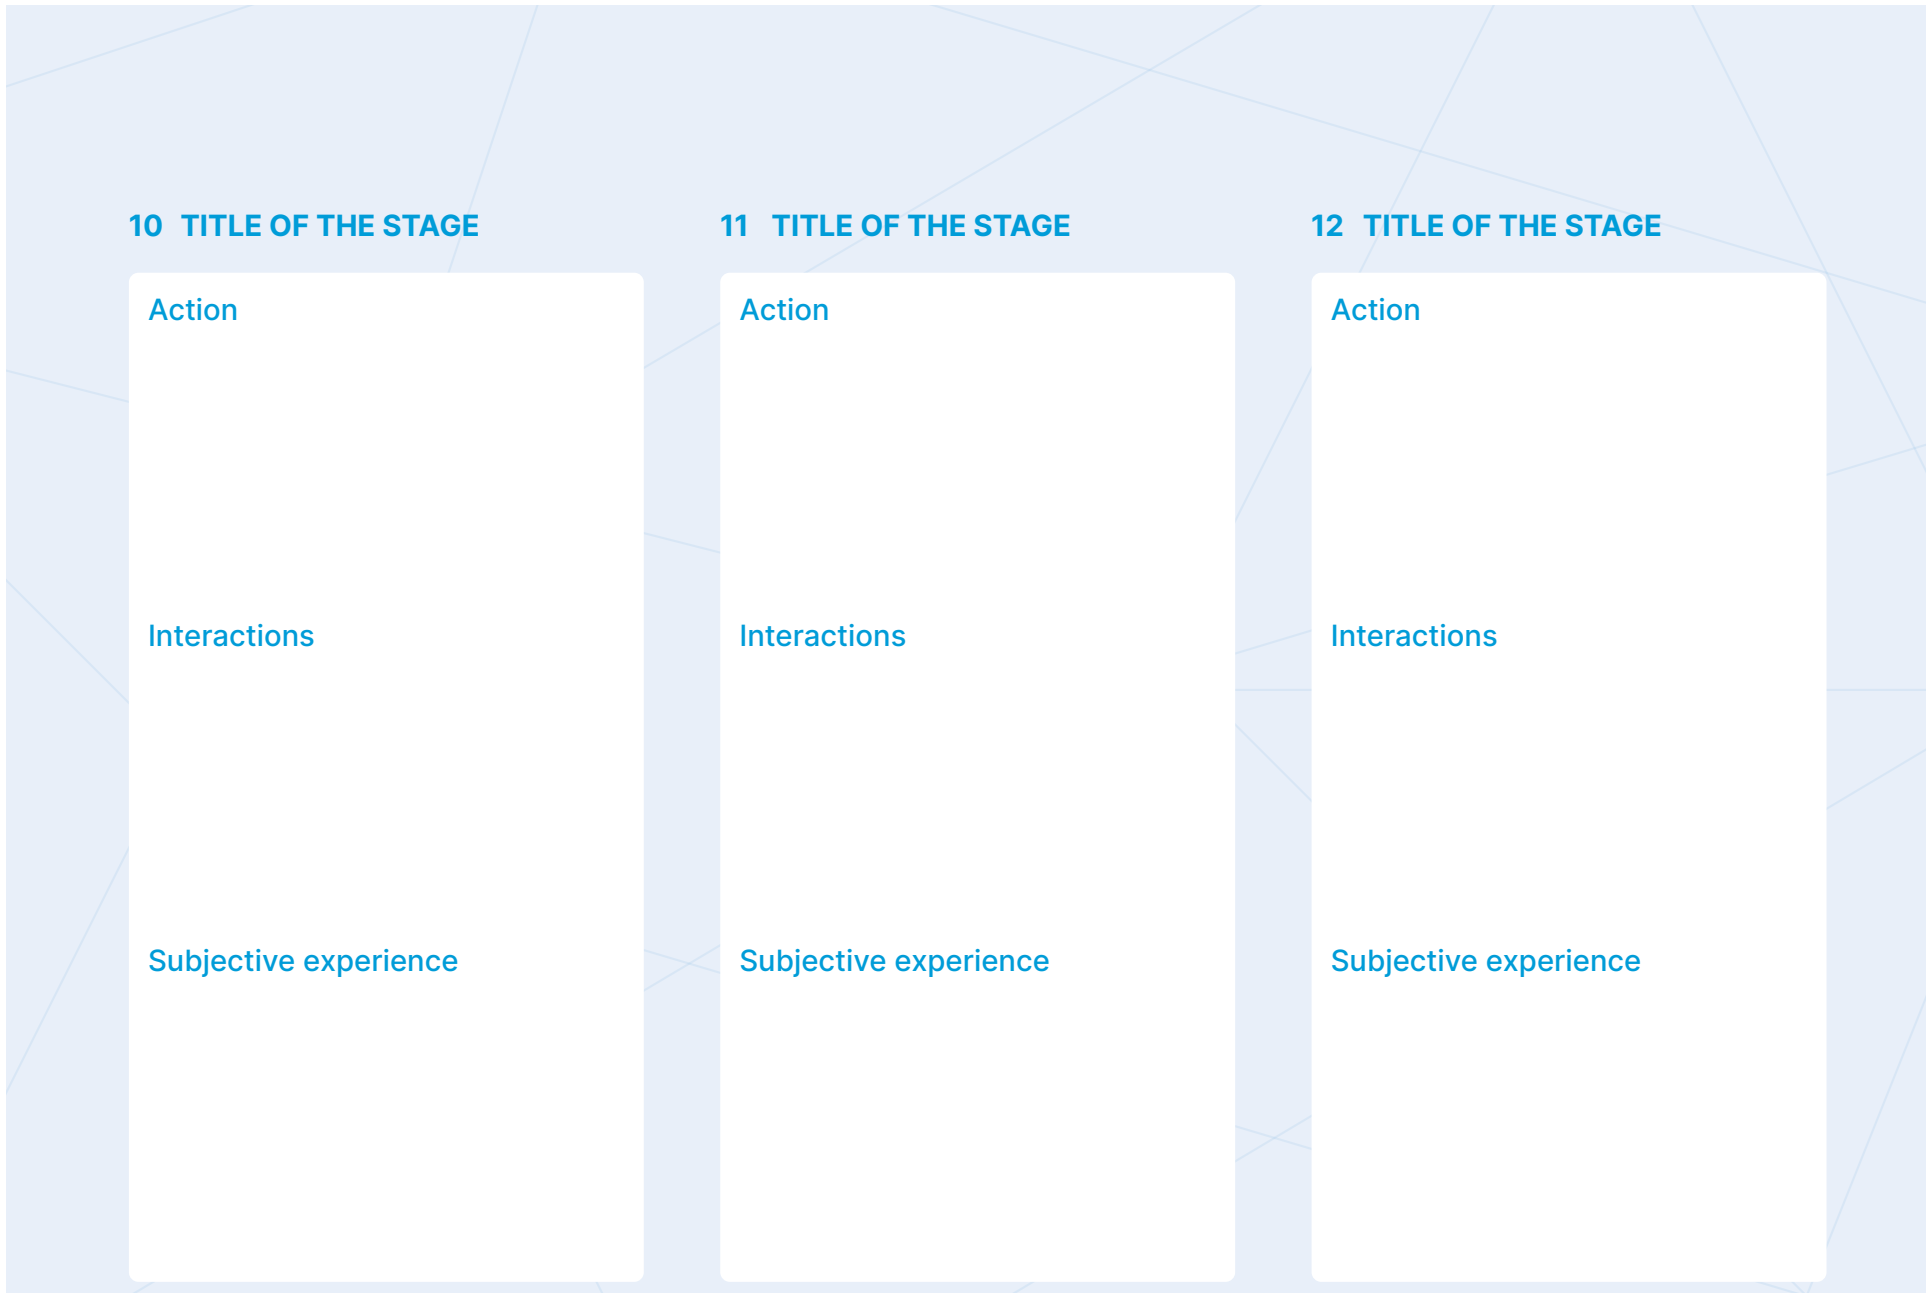 10 TITLE OF THE STAGE
Action
Interactions
Subjective experience
11 TITLE OF THE STAGE
Action
Interactions
Subjective experience
12 TITLE OF THE STAGE
Action
Interactions
Subjective experience